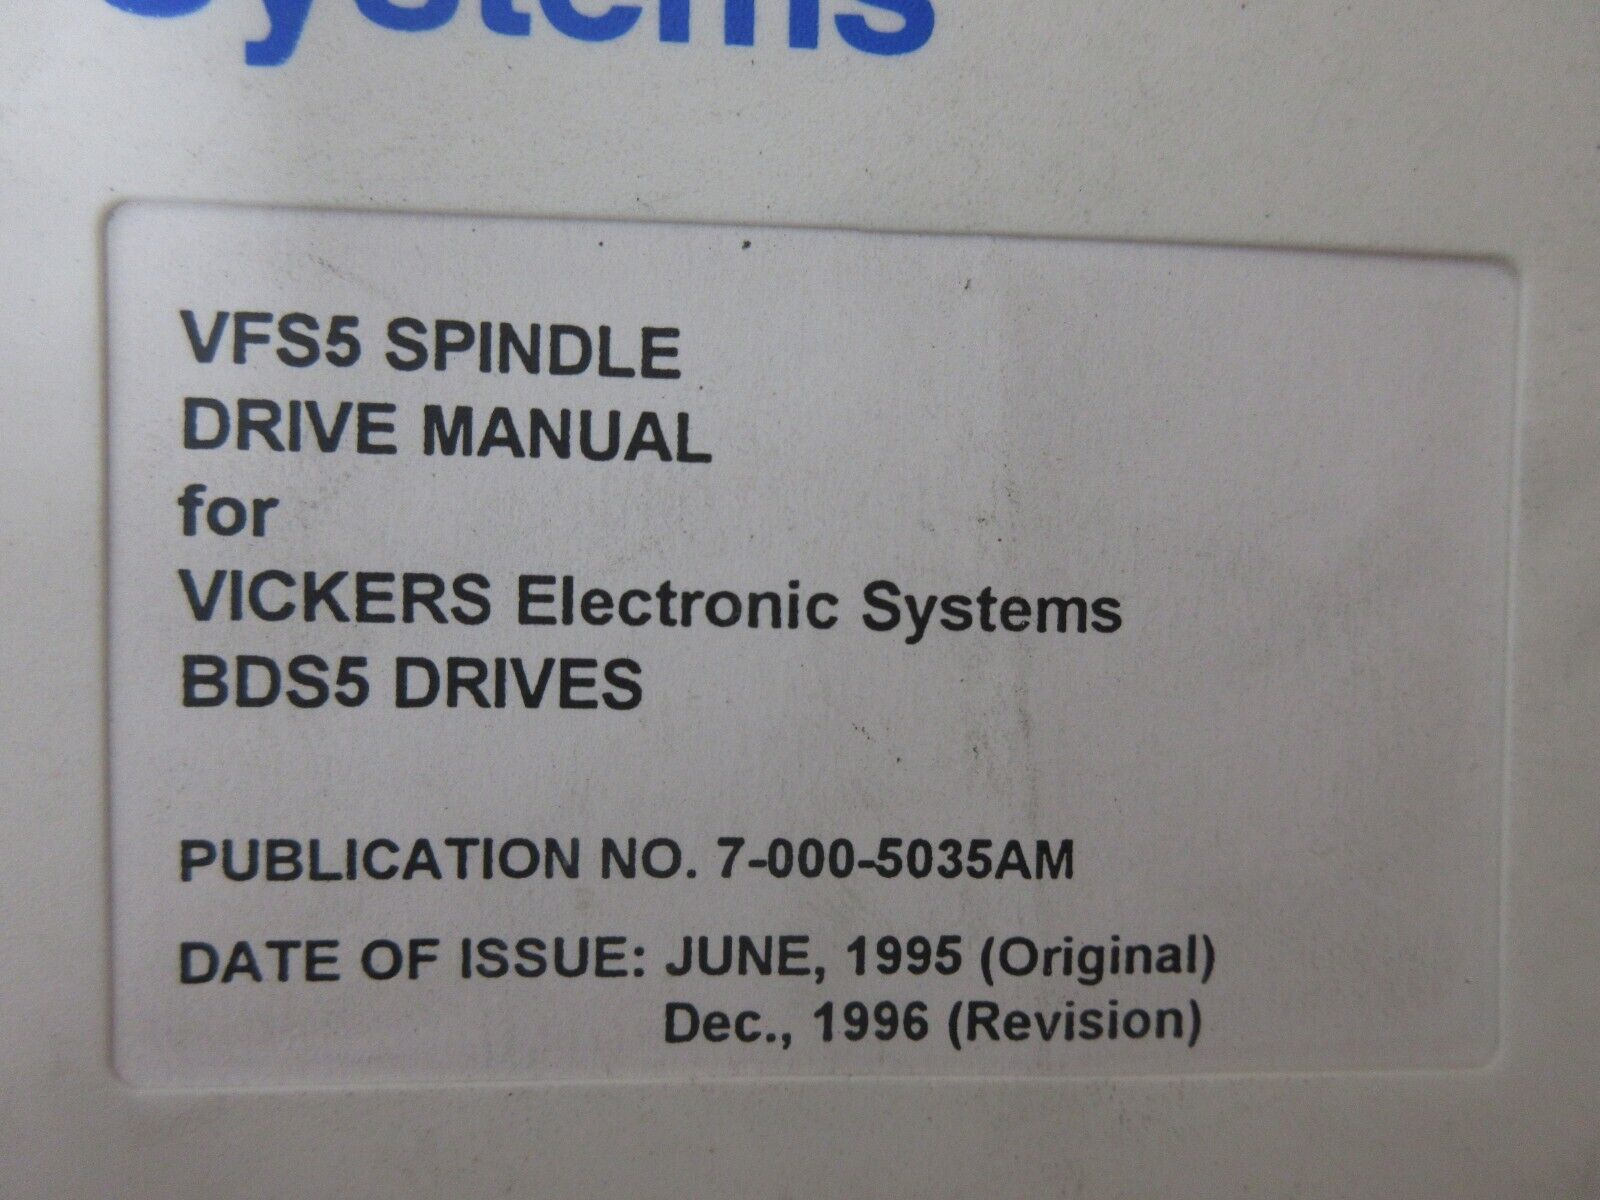 Systems
VFS5 SPINDLE
DRIVE MANUAL
for
VICKERS Electronic Systems
BDS5 DRIVES
PUBLICATION NO. 7-000-5035AM
DATE OF ISSUE: JUNE, 1995 (Original)
Dec., 1996 (Revision)